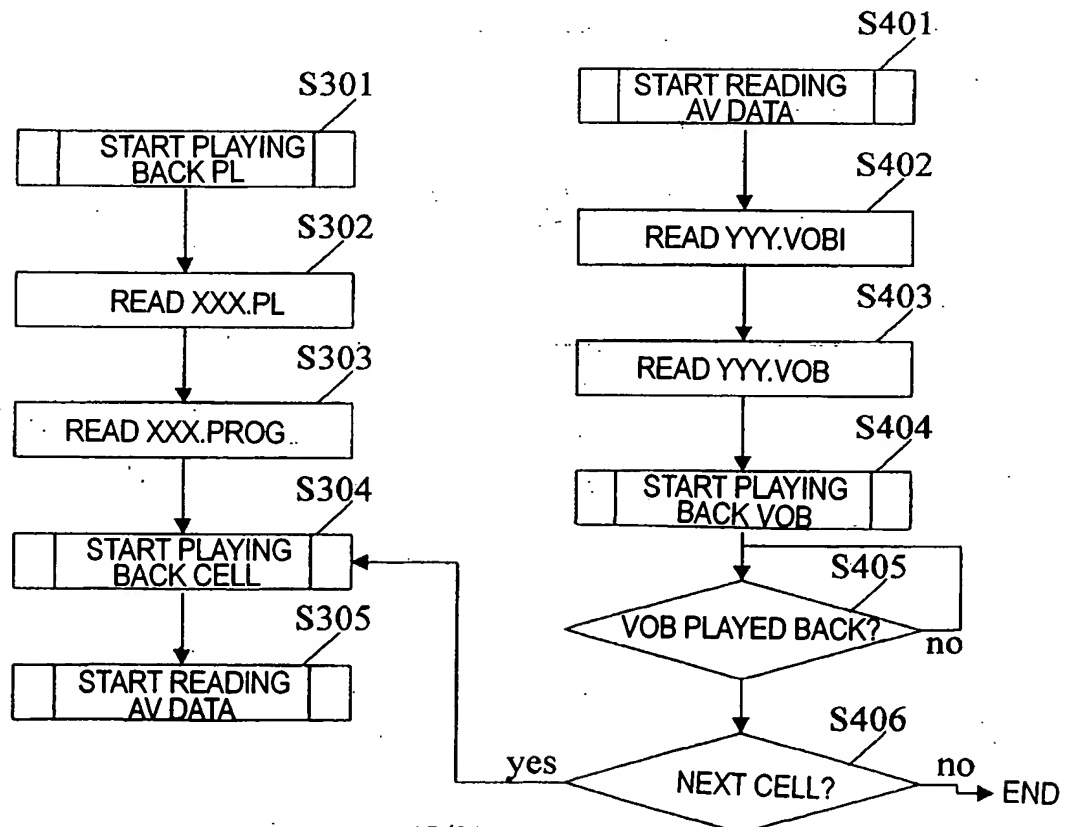 S301
START PLAYING
BACK PL
S302
READ XXX.PL
S303
READ XXX.PROG
S304
START PLAYING
BACK CELL
S305
START READING
AV DATA
S401
START READING
AV DATA
S402
READ YYY.VOBI
S403
READ YYY.VOB
S404
START PLAYING
BACK VOB
S405
VOB PLAYED BACK?
no
S406
yes
NEXT CELL?
no
END